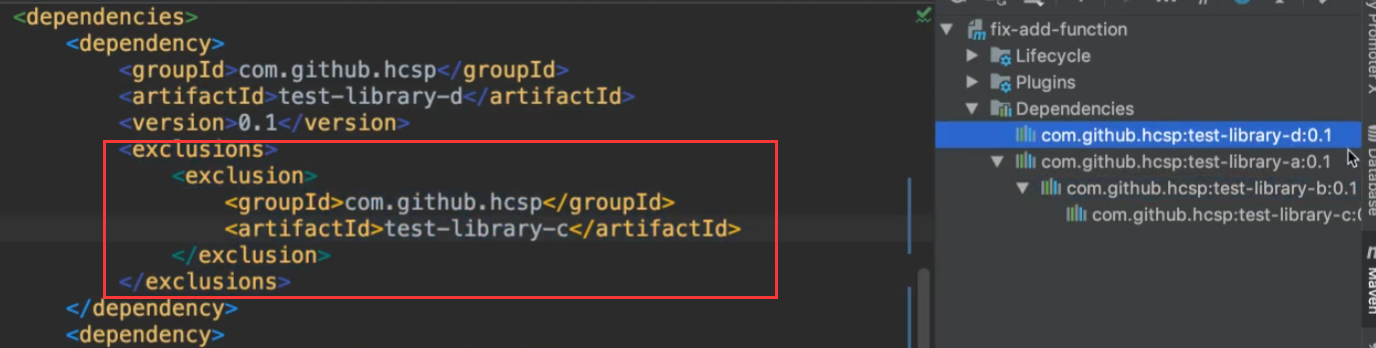 <dependencies>
<dependency>
<groupId>com.github.hcsp</groupId>
<artifactId>test-library-d</artifactId>
<version>0.1</version>
<exclusions>
<exclusion>
<groupId>com.github.hcsp</groupId>
<artifactId>test-library-c</artifactId>
</exclusion>
</exclusions>
</dependency>
<dependency>
fix-add-function
Lifecycle
Plugins
Dependencies
com.github.hcsp:test-library-d:0.1
com.github.hcsp:test-library-a:0.1
com.github.hcsp:test-library-b:0.1
com.github.hcsp:test-library-c:
Promoter X
Database
Maven